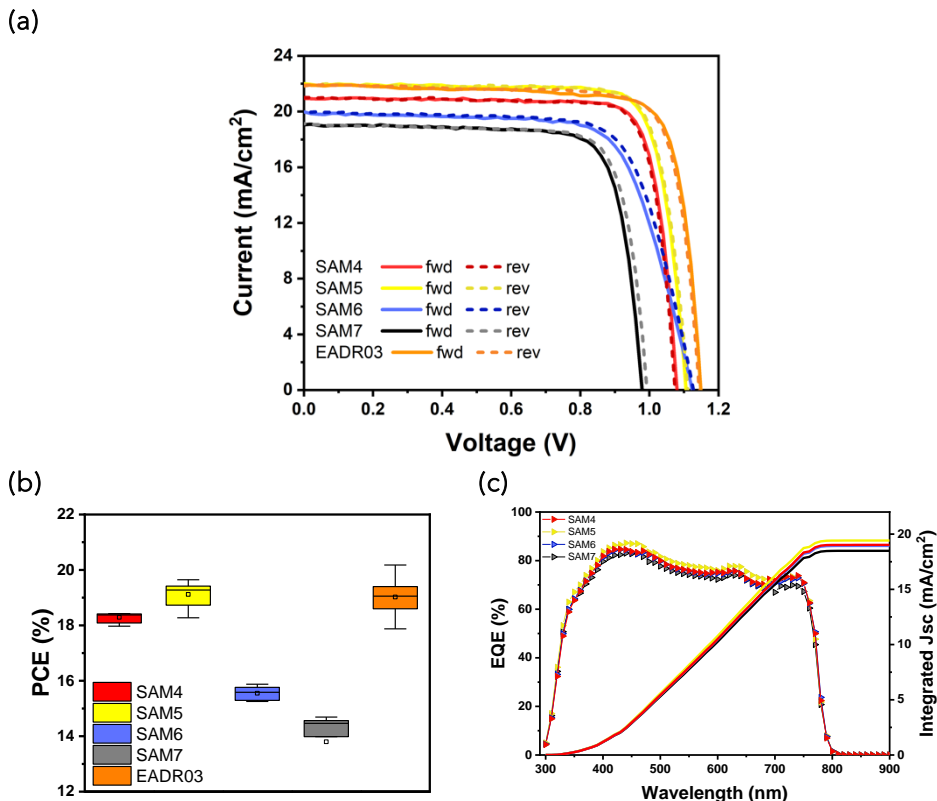 (a)
24
20
16
12
8
4
0
Current (mA/cm²)
SAM4 fwd rev
SAM5 fwd rev
SAM6 fwd rev
SAM7 fwd rev
EADR03 fwd rev
0.0 0.2 0.4 0.6 0.8 1.0 1.2
Voltage (V)
(b)
22
20
18
16
14
12
PCE (%)
SAM4
SAM5
SAM6
SAM7
EADR03
(c)
100
80
60
40
20
0
EQE (%)
SAM4
SAM5
SAM6
SAM7
20
15
10
5
0
Integrated Jsc (mA/cm²)
300 400 500 600 700 800 900
Wavelength (nm)